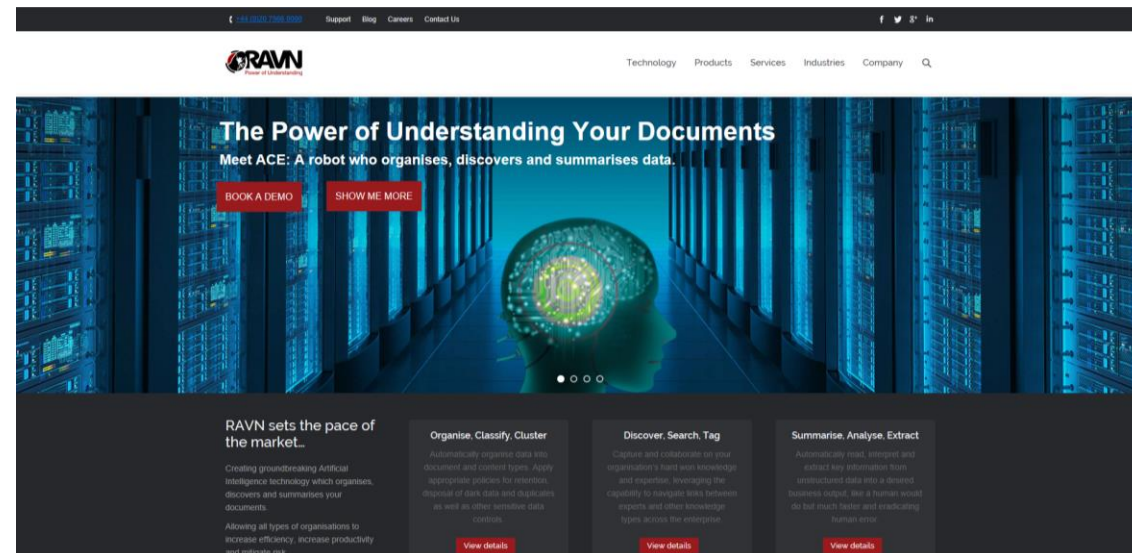 Support Blog Careers Contact Us
RAVN
Power of Understanding
Technology Products Services Industries Company
The Power of Understanding Your Documents
Meet ACE: A robot who organises, discovers and summarises data.
BOOK A DEMO SHOW ME MORE
RAVN sets the pace of
the market...
Creating groundbreaking Artificial
Intelligence technology which organises,
discovers and summarises your
documents.
Allowing all types of organisations to
increase efficiency, increase productivity
and mitigate risk
Organise, Classify, Cluster
Automatically organise data into
document and content types. Apply
appropriate policies for retention,
disposal of dark data and duplicates
as well as other sensitive data
controls
View details
Discover, Search, Tag
Capture and collaborate on your
organisation's hard won knowledge
and expertise, leveraging the
capability to navigate links between
experts and other knowledge
types across the enterprise
View details
Summarise, Analyse, Extract
Automatically read, interpret and
extract key information from
unstructured data into a desired
business output, like a human would
do but much faster and eradicating
human error
View details